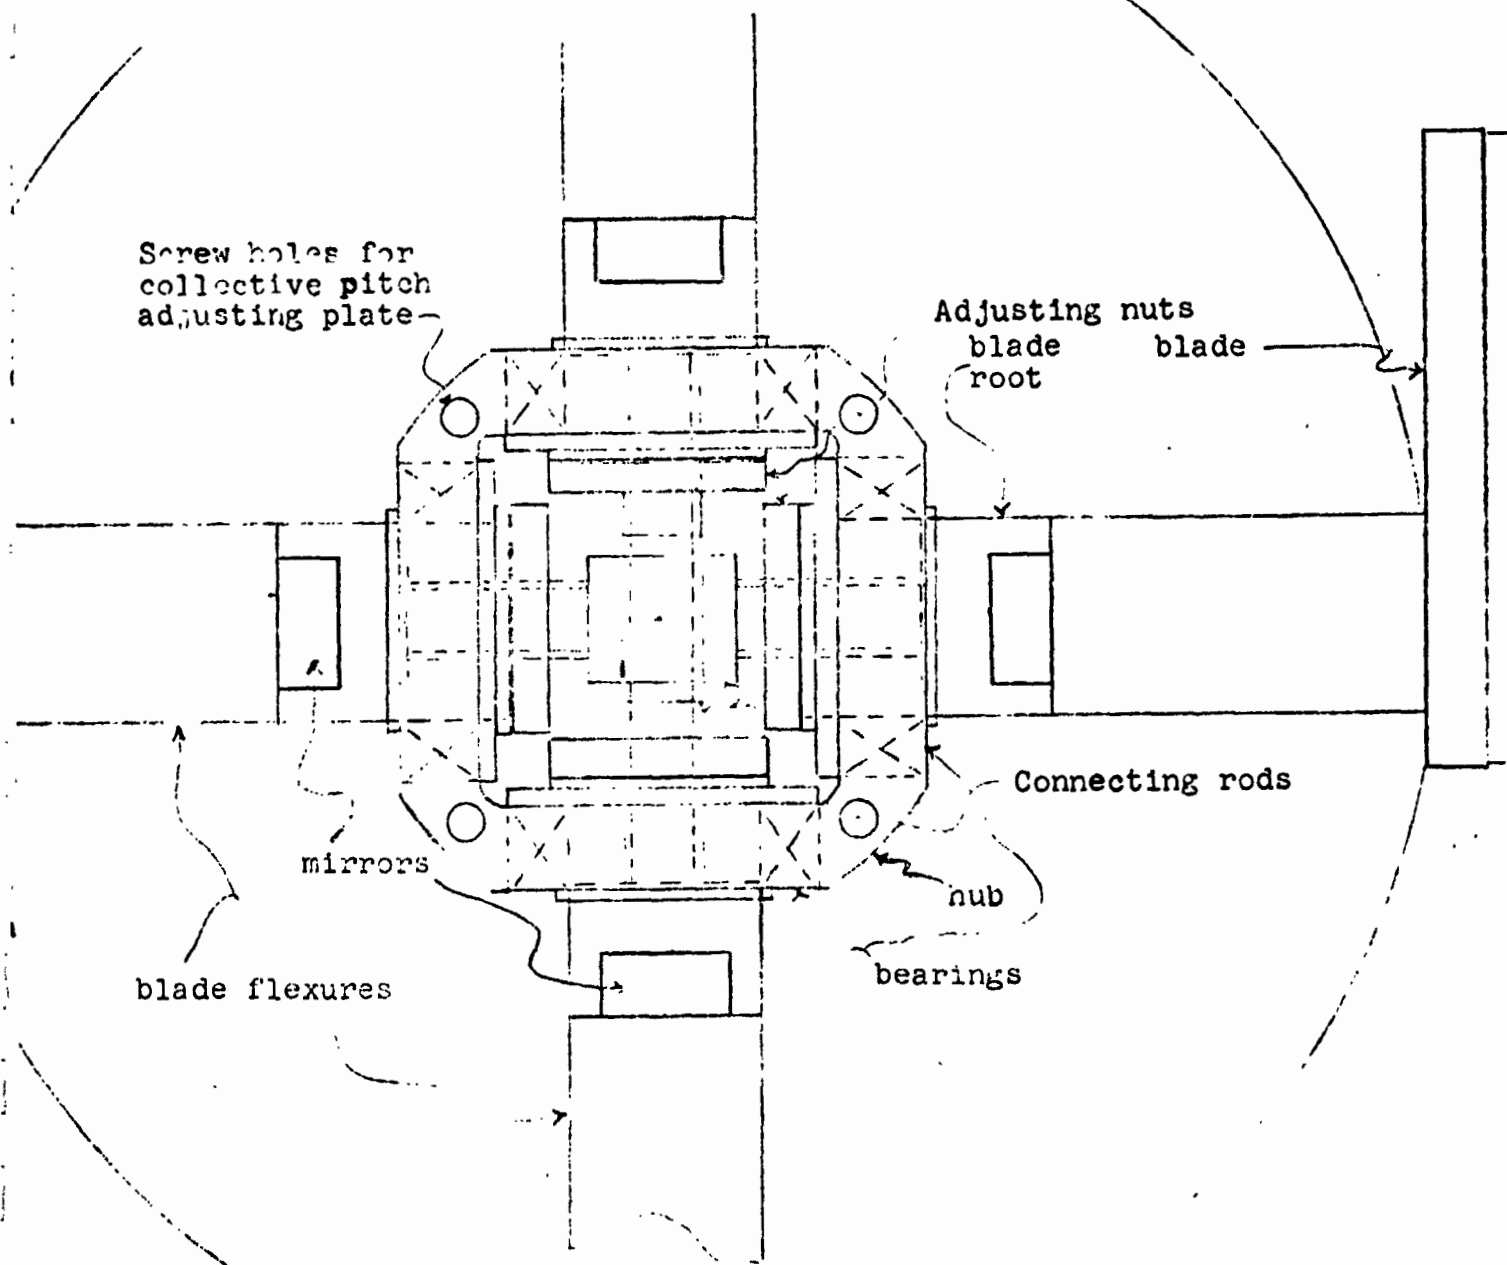 Screw holes for
collective pitch
adjusting plate
Adjusting nuts
blade blade
root
Connecting rods
mirrors
hub
bearings
blade flexures